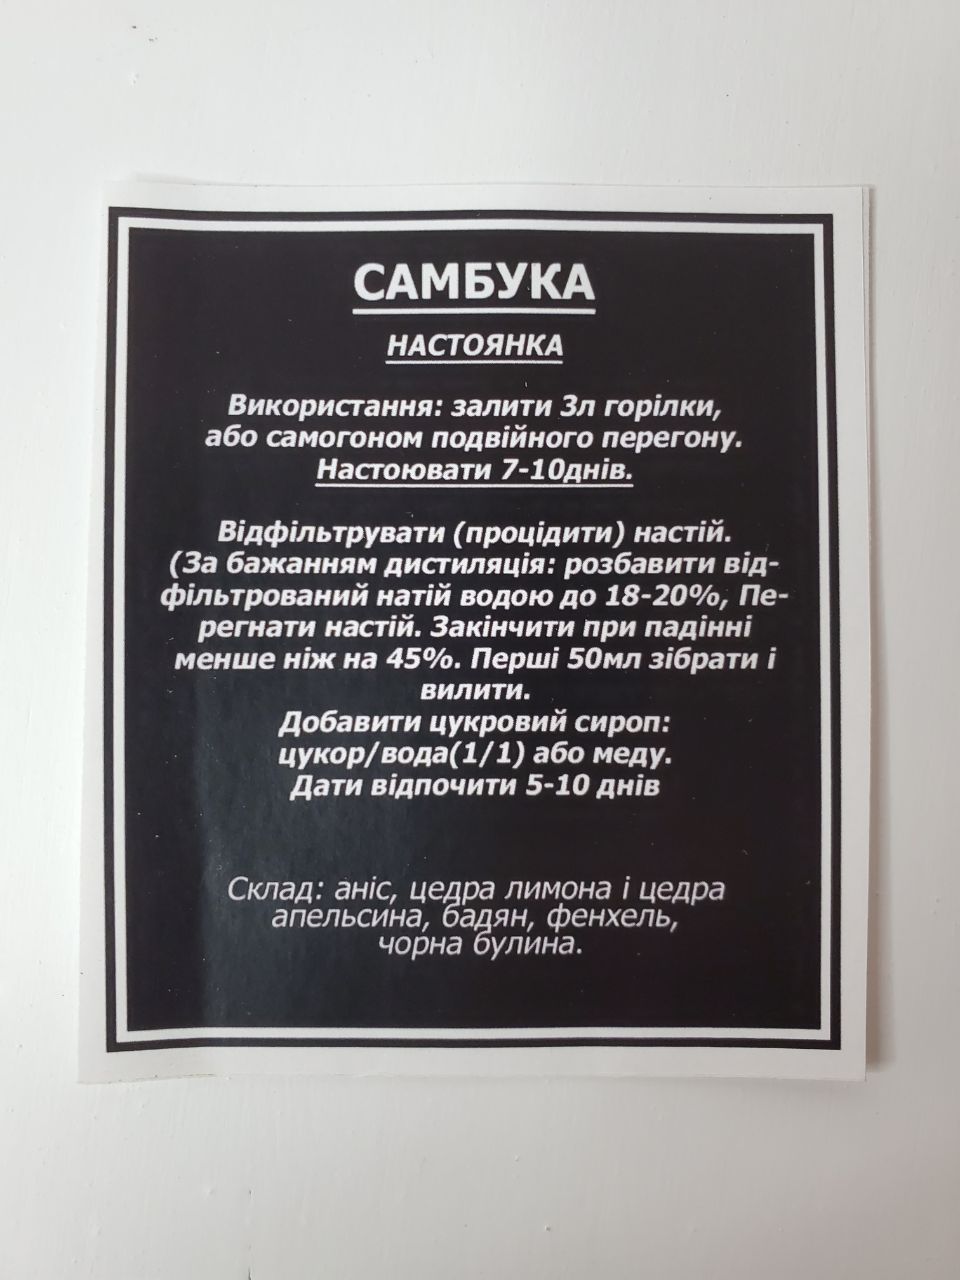 САМБУКА
НАСТОЯНКА
Використання: залити 3л горілки,
або самогоном подвійного перегону.
Настоювати 7-10днів.
Відфільтрувати (процідити) настій.
(За бажанням дистиляція: розбавити від-
фільтрований натій водою до 18-20%, Пе-
регнати настій. Закінчити при падінні
менше ніж на 45%. Перші 50мл зібрати і
вилити.
Добавити цукровий сироп:
цукор/вода(1/1) або меду.
Дати відпочити 5-10 днів
Склад: аніс, цедра лимона і цедра
апельсина, бадян, фенхель,
чорна булина.